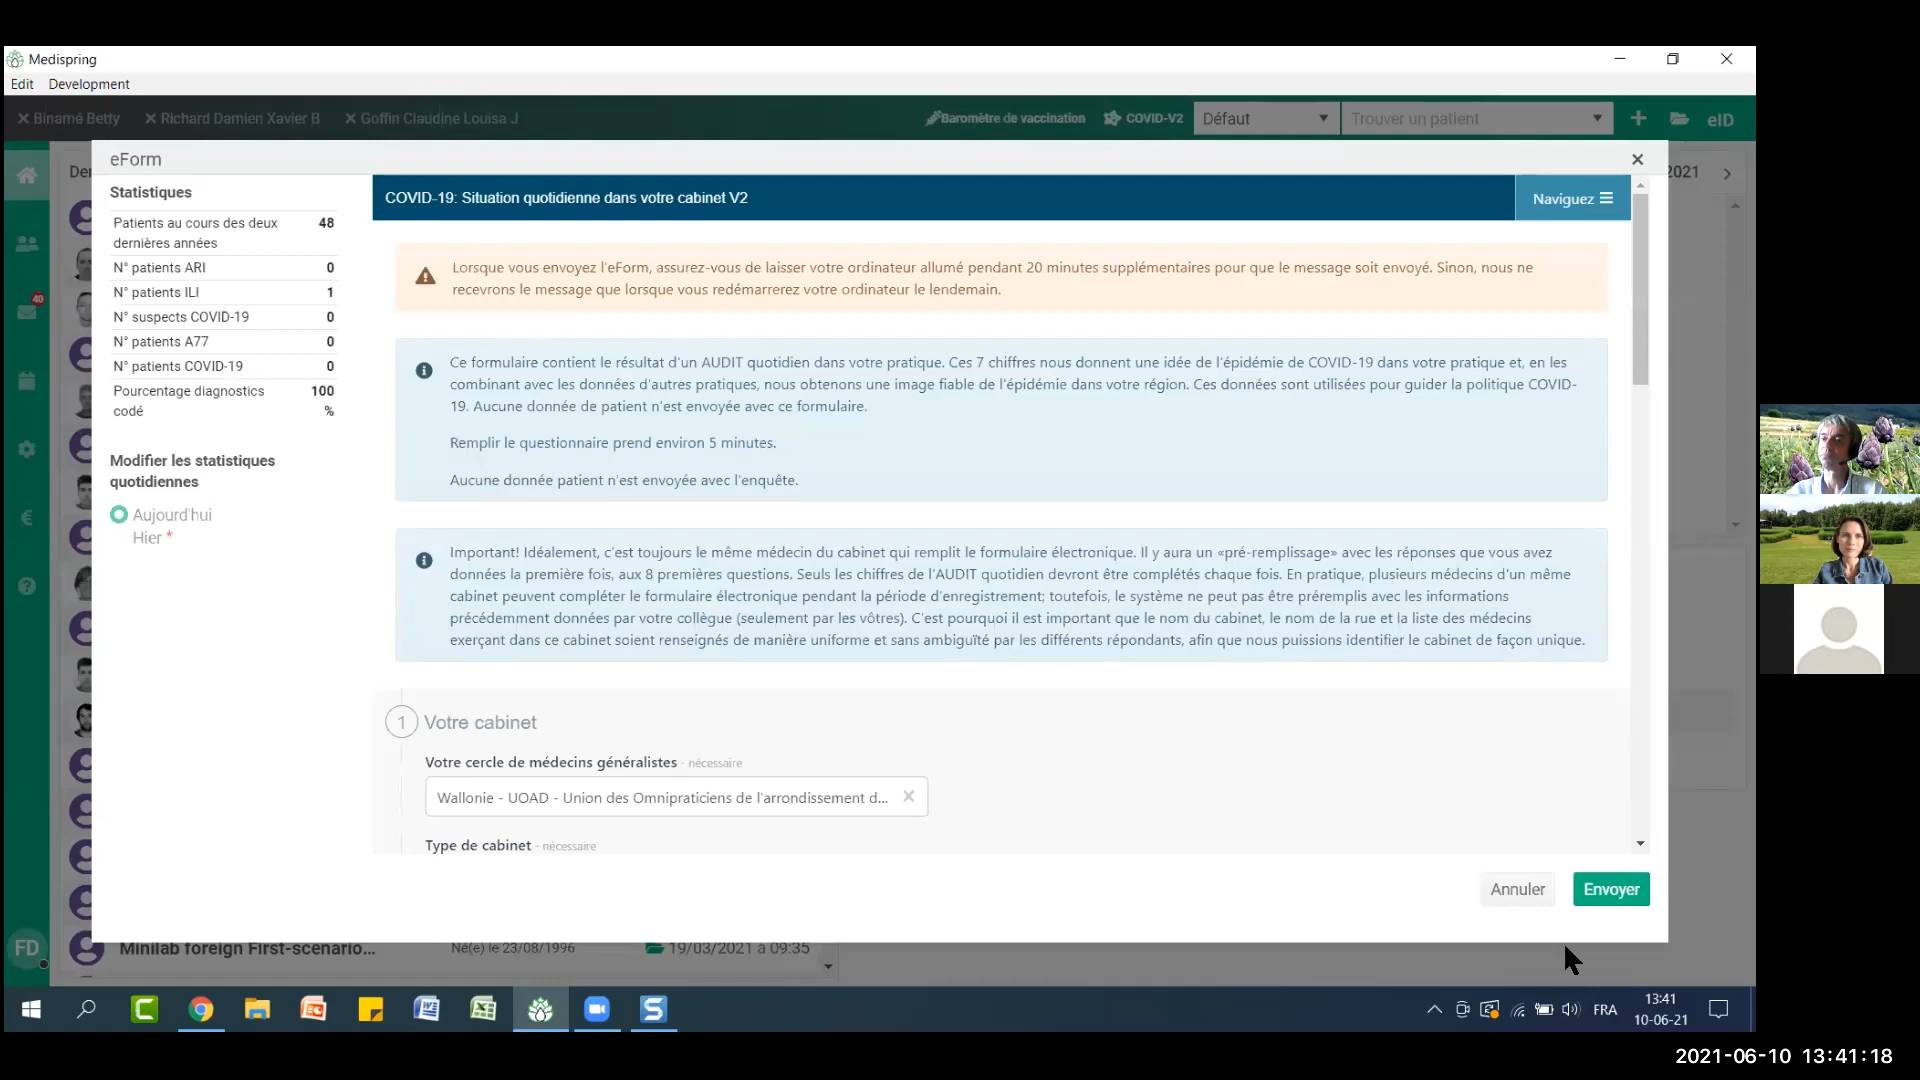 Medispring
Edit Development
Binamé Betty Richard Damien Xavier B Goffin Claudine Louisa J Baromètre de vaccination COVID-V2 Défaut Trouver un patient eID
eForm
2021
Statistiques
COVID-19: Situation quotidienne dans votre cabinet V2
Naviguez
Patients au cours des deux 48
dernières années
N° patients ARI 0
N° patients ILI 1
N° suspects COVID-19 0
N° patients A77 0
N° patients COVID-19 0
Pourcentage diagnostics 100
codé %
Modifier les statistiques
quotidiennes
Aujourd'hui
Hier *
40
Lorsque vous envoyez l'eForm, assurez-vous de laisser votre ordinateur allumé pendant 20 minutes supplémentaires pour que le message soit envoyé. Sinon, nous ne
recevrons le message que lorsque vous redémarrerez votre ordinateur le lendemain.
Ce formulaire contient le résultat d'un AUDIT quotidien dans votre pratique. Ces 7 chiffres nous donnent une idée de l'épidémie de COVID-19 dans votre pratique et, en les
combinant avec les données d'autres pratiques, nous obtenons une image fiable de l'épidémie dans votre région. Ces données sont utilisées pour guider la politique COVID-
19. Aucune donnée de patient n'est envoyée avec ce formulaire.
Remplir le questionnaire prend environ 5 minutes.
Aucune donnée patient n'est envoyée avec l'enquête.
Important! Idéalement, c'est toujours le même médecin du cabinet qui remplit le formulaire électronique. Il y aura un «pré-remplissage» avec les réponses que vous avez
données la première fois, aux 8 premières questions. Seuls les chiffres de l'AUDIT quotidien devront être complétés chaque fois. En pratique, plusieurs médecins d'un même
cabinet peuvent compléter le formulaire électronique pendant la période d'enregistrement; toutefois, le système ne peut pas être préremplis avec les informations
précédemment données par votre collègue (seulement par les vôtres). C'est pourquoi il est important que le nom du cabinet, le nom de la rue et la liste des médecins
exerçant dans ce cabinet soient renseignés de manière uniforme et sans ambiguïté par les différents répondants, afin que nous puissions identifier le cabinet de façon unique.
1 Votre cabinet
Votre cercle de médecins généralistes - nécessaire
Wallonie - UOAD - Union des Omnipraticiens de l'arrondissement d...
Type de cabinet - nécessaire
Annuler Envoyer
FD
Minilab foreign First-scenario... Né(e) le 23/08/1996 19/03/2021 à 09:35
FRA
13:41
10-06-21
2021-06-10 13:41:18